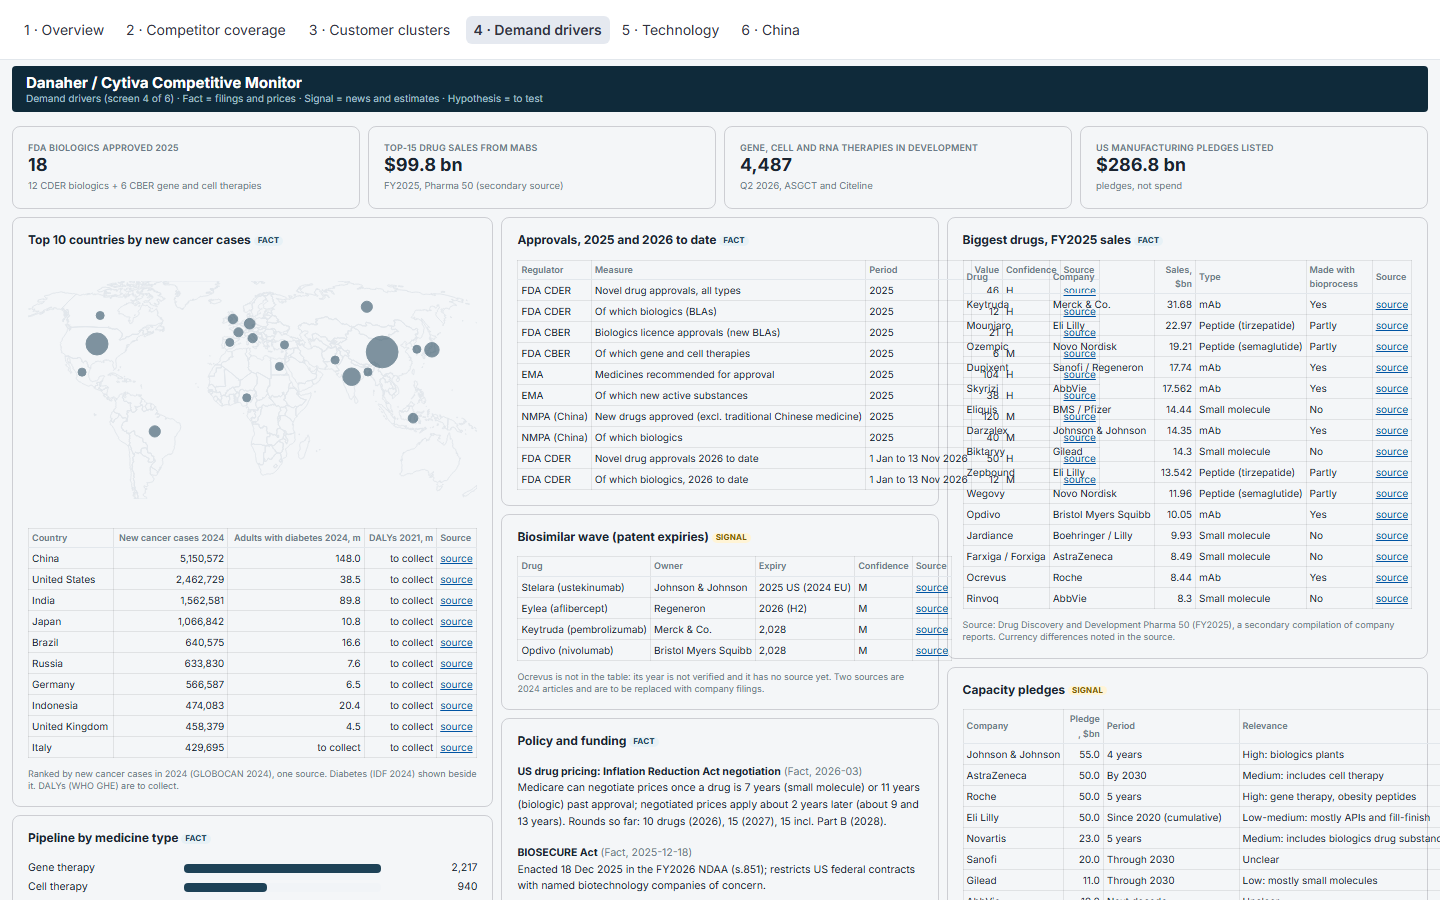 1 · Overview 2 · Competitor coverage 3 · Customer clusters 4 · Demand drivers 5 · Technology 6 · China
Danaher / Cytiva Competitive Monitor
Demand drivers (screen 4 of 6) · Fact = filings and prices · Signal = news and estimates · Hypothesis = to test
FDA BIOLOGICS APPROVED 2025
18
12 CDER biologics + 6 CBER gene and cell therapies
TOP-15 DRUG SALES FROM MABS
$99.8 bn
FY2025, Pharma 50 (secondary source)
GENE, CELL AND RNA THERAPIES IN DEVELOPMENT
4,487
Q2 2026, ASGCT and Citeline
US MANUFACTURING PLEDGES LISTED
$286.8 bn
pledges, not spend
Top 10 countries by new cancer cases FACT
Country New cancer cases 2024 Adults with diabetes 2024, m DALYs 2021, m Source
China 5,150,572 148.0 to collect source
United States 2,462,729 38.5 to collect source
India 1,562,581 89.8 to collect source
Japan 1,066,842 10.8 to collect source
Brazil 640,575 16.6 to collect source
Russia 633,830 7.6 to collect source
Germany 566,587 6.5 to collect source
Indonesia 474,083 20.4 to collect source
United Kingdom 458,379 4.5 to collect source
Italy 429,695 to collect to collect source
Ranked by new cancer cases in 2024 (GLOBOCAN 2024), one source. Diabetes (IDF 2024) shown beside
it. DALYs (WHO GHE) are to collect.
Pipeline by medicine type FACT
Gene therapy 2,217
Cell therapy 940
Approvals, 2025 and 2026 to date FACT
Regulator Measure Period Value Confidence Source
FDA CDER Novel drug approvals, all types 2025 46 H source
FDA CDER Of which biologics (BLAs) 2025 12 H source
FDA CBER Biologics licence approvals (new BLAs) 2025 21 H source
FDA CBER Of which gene and cell therapies 2025 6 M source
EMA Medicines recommended for approval 2025 104 H source
EMA Of which new active substances 2025 38 H source
NMPA (China) New drugs approved (excl. traditional Chinese medicine) 2025 120 M source
NMPA (China) Of which biologics 2025 40 M source
FDA CDER Novel drug approvals 2026 to date 1 Jan to 13 Nov 2026 50 H source
FDA CDER Of which biologics, 2026 to date 1 Jan to 13 Nov 2026 12 M source
Biosimilar wave (patent expiries) SIGNAL
Drug Owner Expiry Confidence Source
Stelara (ustekinumab) Johnson & Johnson 2025 US (2024 EU) M source
Eylea (aflibercept) Regeneron 2026 (H2) M source
Keytruda (pembrolizumab) Merck & Co. 2,028 M source
Opdivo (nivolumab) Bristol Myers Squibb 2,028 M source
Ocrevus is not in the table: its year is not verified and it has no source yet. Two sources are
2024 articles and are to be replaced with company filings.
Policy and funding FACT
US drug pricing: Inflation Reduction Act negotiation (Fact, 2026-03)
Medicare can negotiate prices once a drug is 7 years (small molecule) or 11 years
(biologic) past approval; negotiated prices apply about 2 years later (about 9 and
13 years). Rounds so far: 10 drugs (2026), 15 (2027), 15 incl. Part B (2028).
BIOSECURE Act (Fact, 2025-12-18)
Enacted 18 Dec 2025 in the FY2026 NDAA (s.851); restricts US federal contracts
with named biotechnology companies of concern.
Biggest drugs, FY2025 sales FACT
Drug Company Sales, $bn Type Made with bioprocess Source
Keytruda Merck & Co. 31.68 mAb Yes source
Mounjaro Eli Lilly 22.97 Peptide (tirzepatide) Partly source
Ozempic Novo Nordisk 19.21 Peptide (semaglutide) Partly source
Dupixent Sanofi / Regeneron 17.74 mAb Yes source
Skyrizi AbbVie 17.562 mAb Yes source
Eliquis BMS / Pfizer 14.44 Small molecule No source
Darzalex Johnson & Johnson 14.35 mAb Yes source
Biktarvy Gilead 14.3 Small molecule No source
Zepbound Eli Lilly 13.542 Peptide (tirzepatide) Partly source
Wegovy Novo Nordisk 11.96 Peptide (semaglutide) Partly source
Opdivo Bristol Myers Squibb 10.05 mAb Yes source
Jardiance Boehringer / Lilly 9.93 Small molecule No source
Farxiga / Forxiga AstraZeneca 8.49 Small molecule No source
Ocrevus Roche 8.44 mAb Yes source
Rinvoq AbbVie 8.3 Small molecule No source
Source: Drug Discovery and Development Pharma 50 (FY2025), a secondary compilation of company
reports. Currency differences noted in the source.
Capacity pledges SIGNAL
Company Pledge, $bn Period Relevance
Johnson & Johnson 55.0 4 years High: biologics plants
AstraZeneca 50.0 By 2030 Medium: includes cell therapy
Roche 50.0 5 years High: gene therapy, obesity peptides
Eli Lilly 50.0 Since 2020 (cumulative) Low-medium: mostly APIs and fill-finish
Novartis 23.0 5 years Medium: includes biologics drug
Sanofi 20.0 Through 2030 Unclear
Gilead 11.0 Through 2030 Low: mostly small molecules